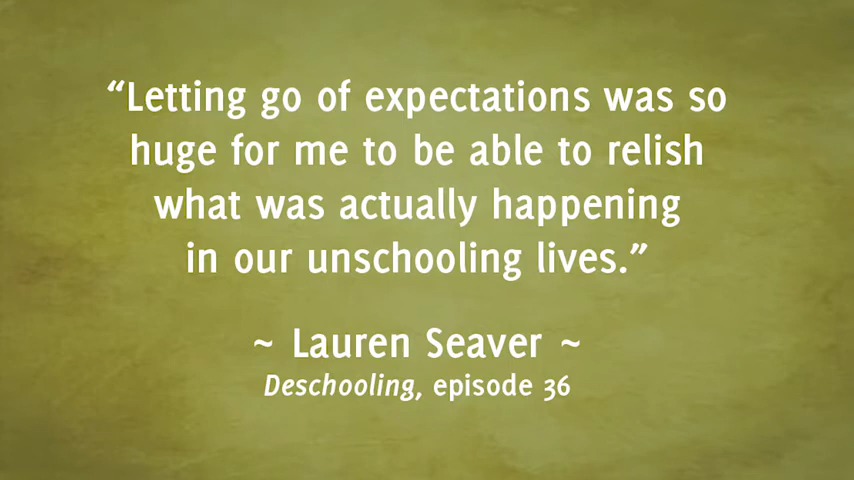 “Letting go of expectations was so
huge for me to be able to relish
what was actually happening
in our unschooling lives.”
~ Lauren Seaver ~
Deschooling, episode 36